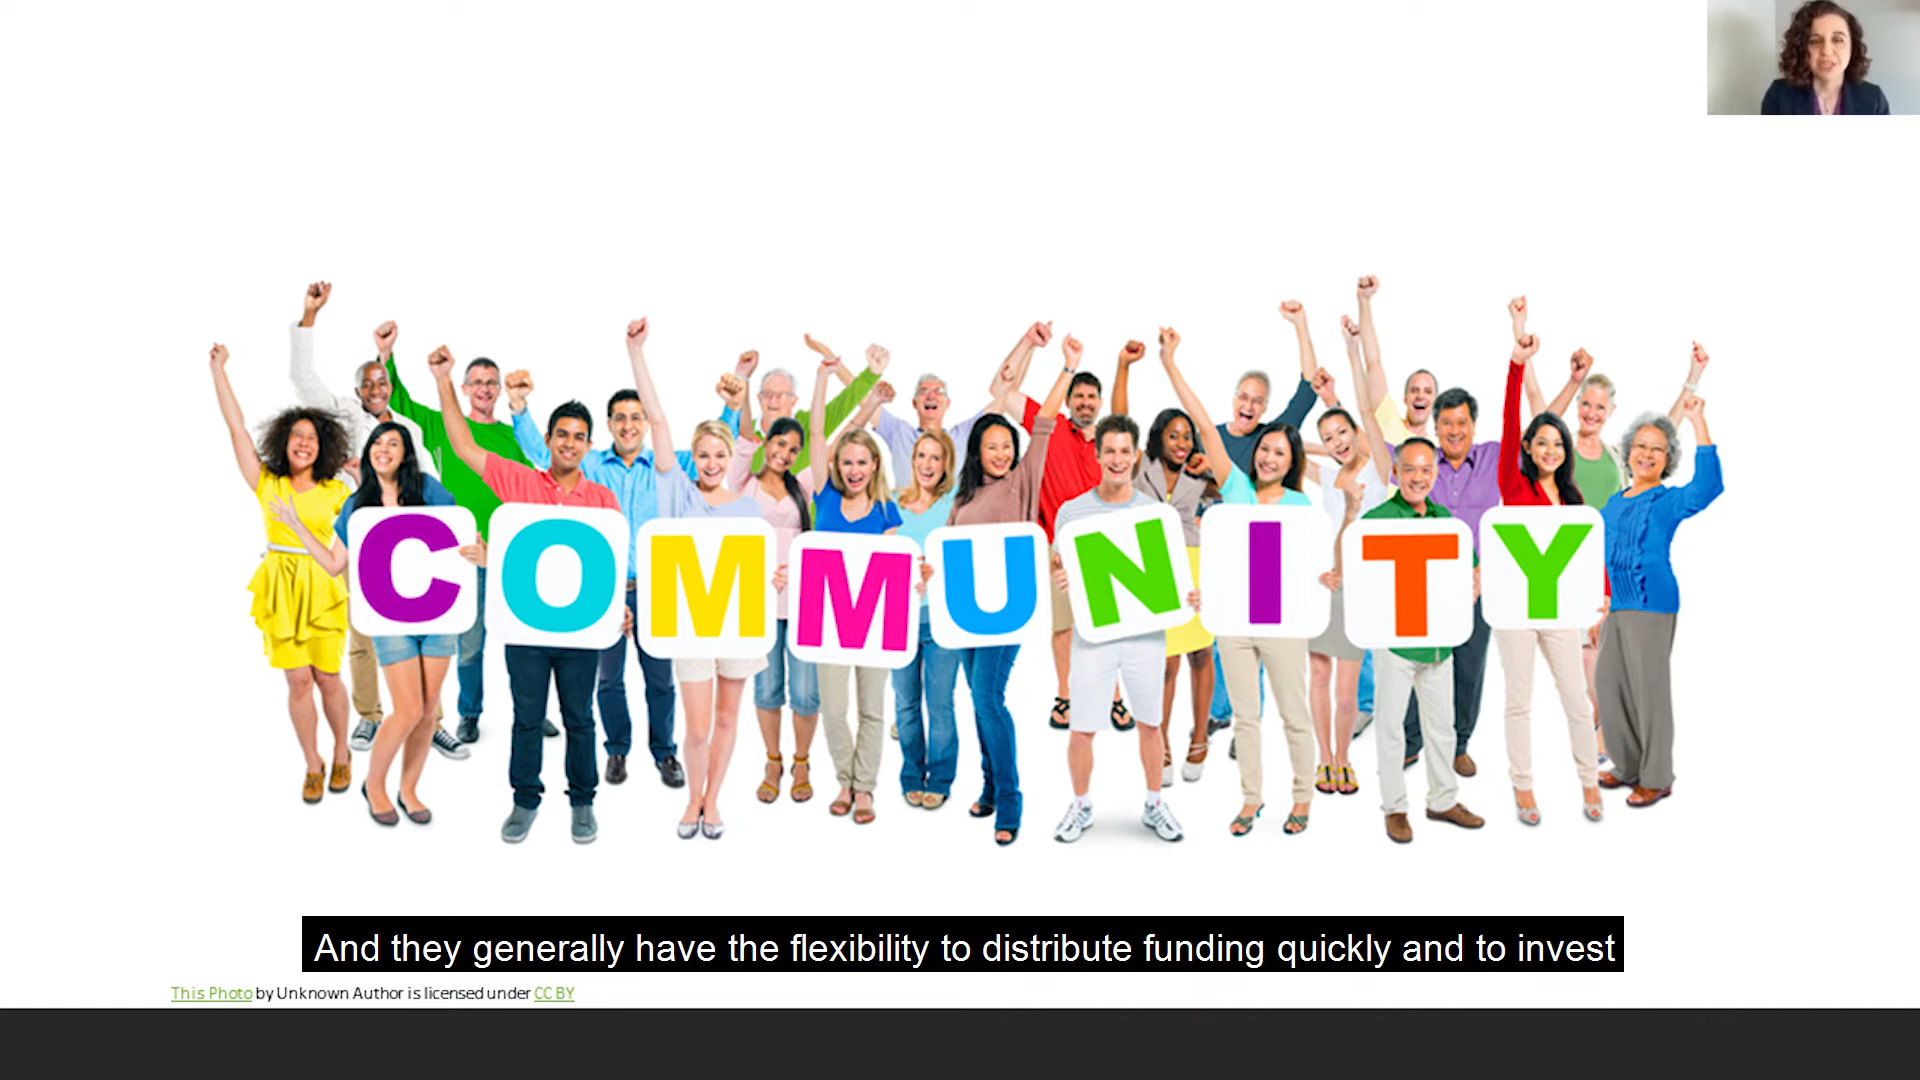 COMMUNITY
And they generally have the flexibility to distribute funding quickly and to invest
This Photo by Unknown Author is licensed under CC BY